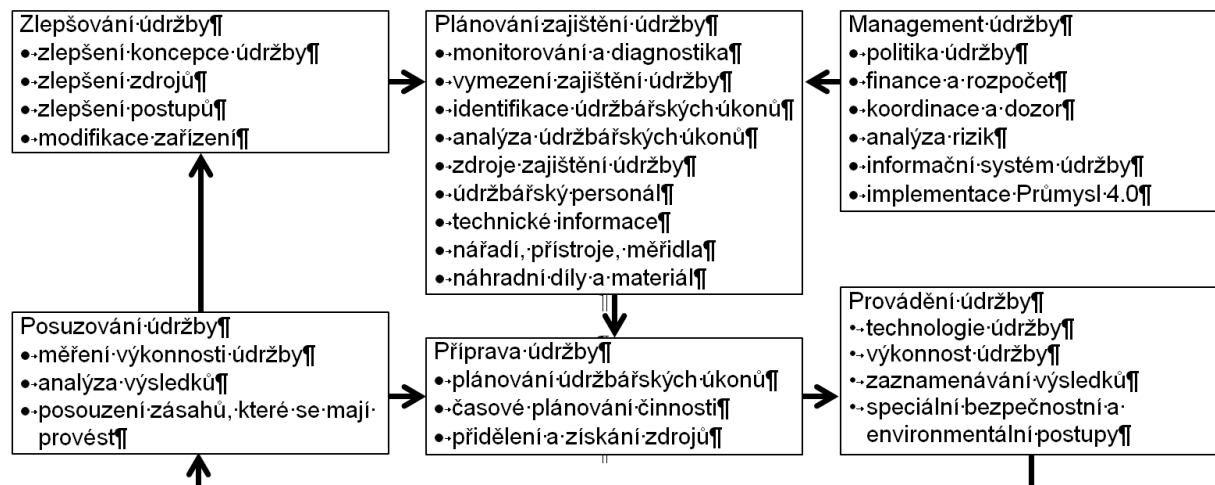 Zlepšování údržby¶
●→zlepšení koncepce údržby¶
●→zlepšení zdrojů¶
●→zlepšení postupů¶
●→modifikace zařízení¶
Plánování zajištění údržby¶
●→monitorování a diagnostika¶
●→vymezení zajištění údržby¶
●→identifikace údržbářských úkonů¶
●→analýza údržbářských úkonů¶
●→zdroje zajištění údržby¶
●→údržbářský personál¶
●→technické informace¶
●→nářadí, přístroje, měřidla¶
●→náhradní díly a materiál¶
Management údržby¶
●→politika údržby¶
●→finance a rozpočet¶
●→koordinace a dozor¶
●→analýza rizik¶
●→informační systém údržby¶
●→implementace Průmysl 4.0¶
Posuzování údržby¶
●→měření výkonnosti údržby¶
●→analýza výsledků¶
●→posouzení zásahů, které se mají
provést¶
Příprava údržby¶
●→plánování údržbářských úkonů¶
●→časové plánování činnosti¶
●→přidělení a získání zdrojů¶
Provádění údržby¶
•→technologie údržby¶
•→výkonnost údržby¶
•→zaznamenávání výsledků¶
•→speciální bezpečnostní a
environmentální postupy¶